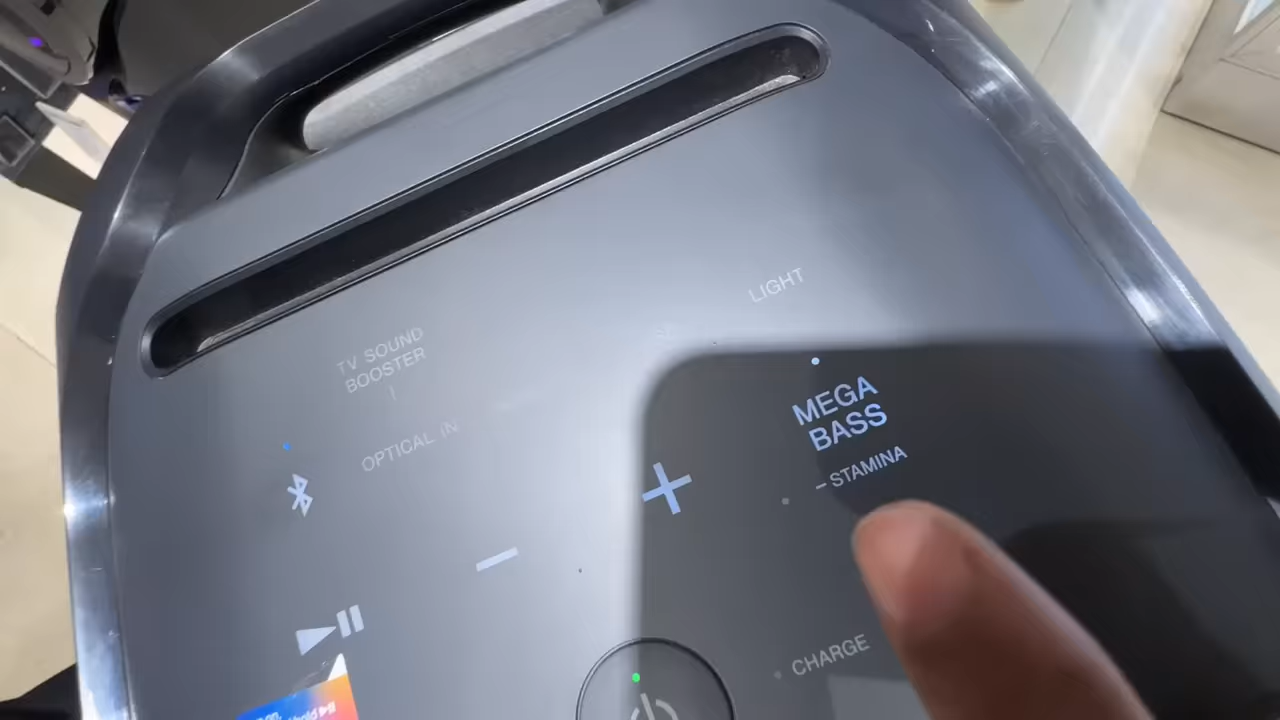 LIGHT
TV SOUND
BOOSTER
OPTICAL IN
MEGA
BASS
– STAMINA
CHARGE